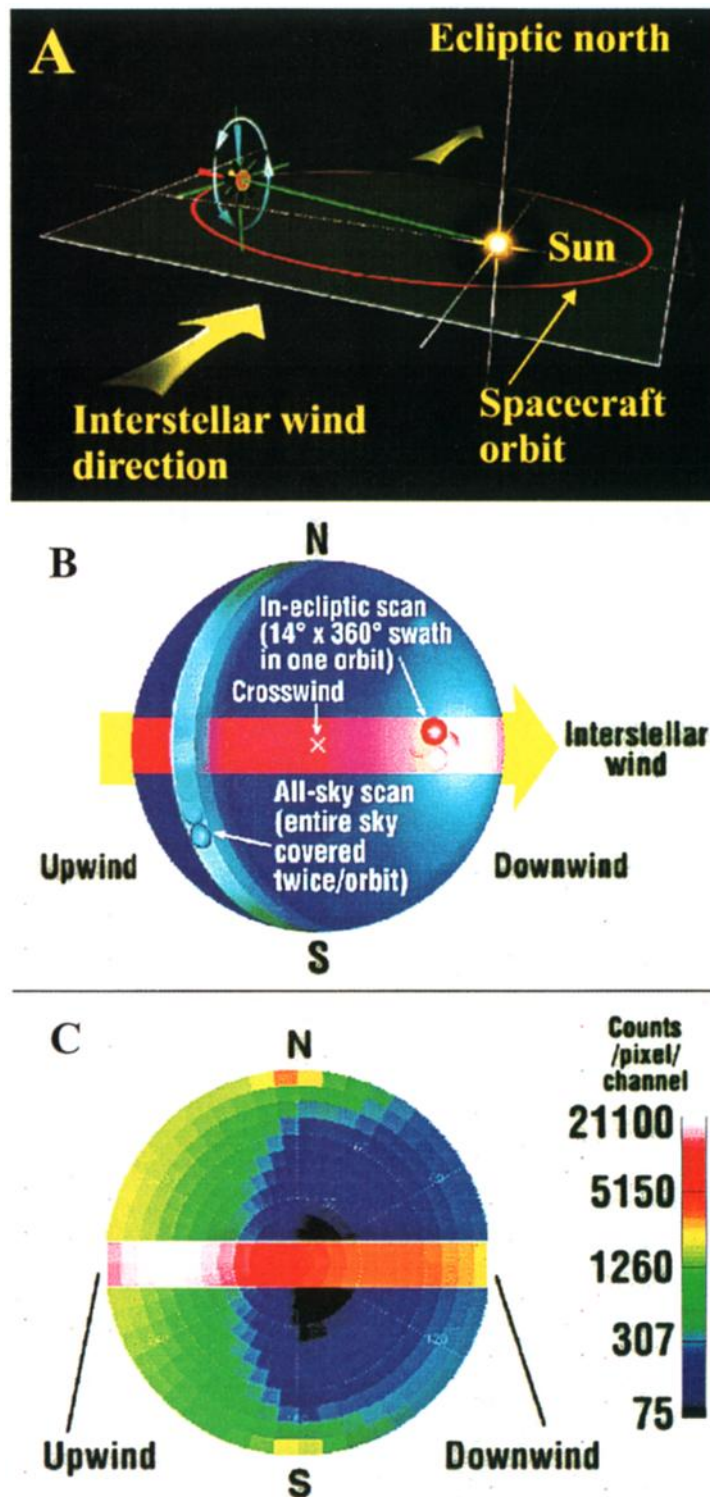 A
Ecliptic north
Sun
Interstellar wind
direction
Spacecraft
orbit
B
N
In-ecliptic scan
(14° x 360° swath
in one orbit)
Crosswind
Interstellar
wind
All-sky scan
(entire sky
covered
twice/orbit)
Upwind
Downwind
S
C
N
Counts
/pixel/
channel
21100
5150
1260
307
75
120
Upwind
Downwind
S